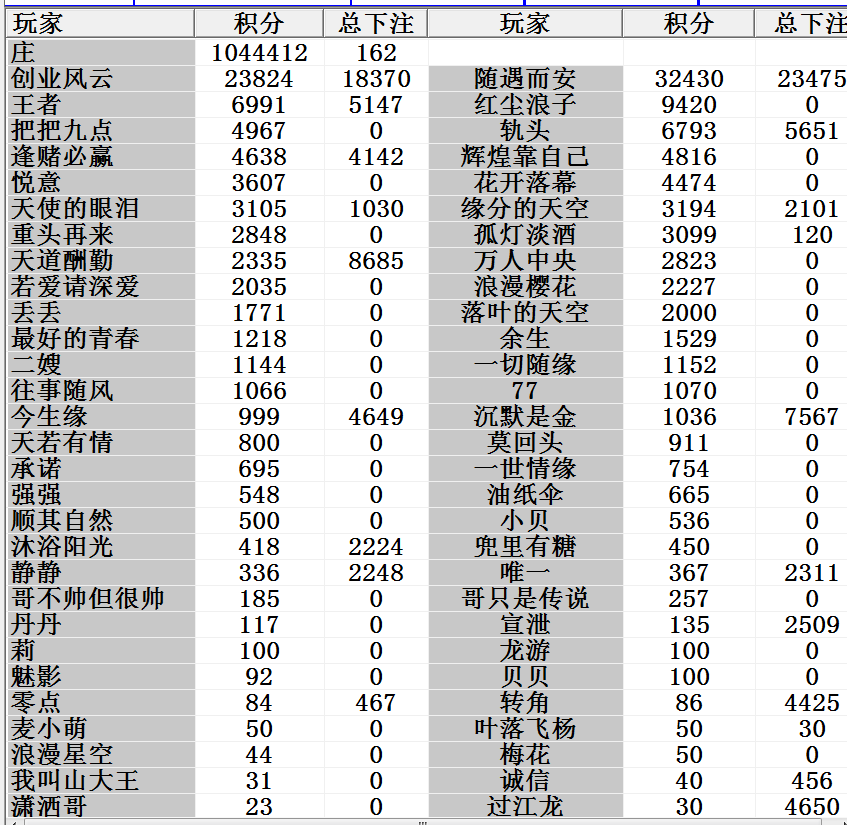 玩家 积分 总下注 玩家 积分 总下注
庄 1044412 162
创业风云 23824 18370 随遇而安 32430 23475
王者 6991 5147 红尘浪子 9420 0
把把九点 4967 0 轨头 6793 5651
逢赌必赢 4638 4142 辉煌靠自己 4816 0
悦意 3607 0 花开落幕 4474 0
天使的眼泪 3105 1030 缘分的天空 3194 2101
重头再来 2848 0 孤灯淡酒 3099 120
天道酬勤 2335 8685 万人中央 2823 0
若爱请深爱 2035 0 浪漫樱花 2227 0
丢丢 1771 0 落叶的天空 2000 0
最好的青春 1218 0 余生 1529 0
二嫂 1144 0 一切随缘 1152 0
往事随风 1066 0 77 1070 0
今生缘 999 4649 沉默是金 1036 7567
天若有情 800 0 莫回头 911 0
承诺 695 0 一世情缘 754 0
强强 548 0 油纸伞 665 0
顺其自然 500 0 小贝 536 0
沐浴阳光 418 2224 兜里有糖 450 0
静静 336 2248 唯一 367 2311
哥不帅但很帅 185 0 哥只是传说 257 0
丹丹 117 0 宣泄 135 2509
莉 100 0 龙游 100 0
魅影 92 0 贝贝 100 0
零点 84 467 转角 86 4425
麦小萌 50 0 叶落飞杨 50 30
浪漫星空 44 0 梅花 50 0
我叫山大王 31 0 诚信 40 456
潇洒哥 23 0 过江龙 30 4650